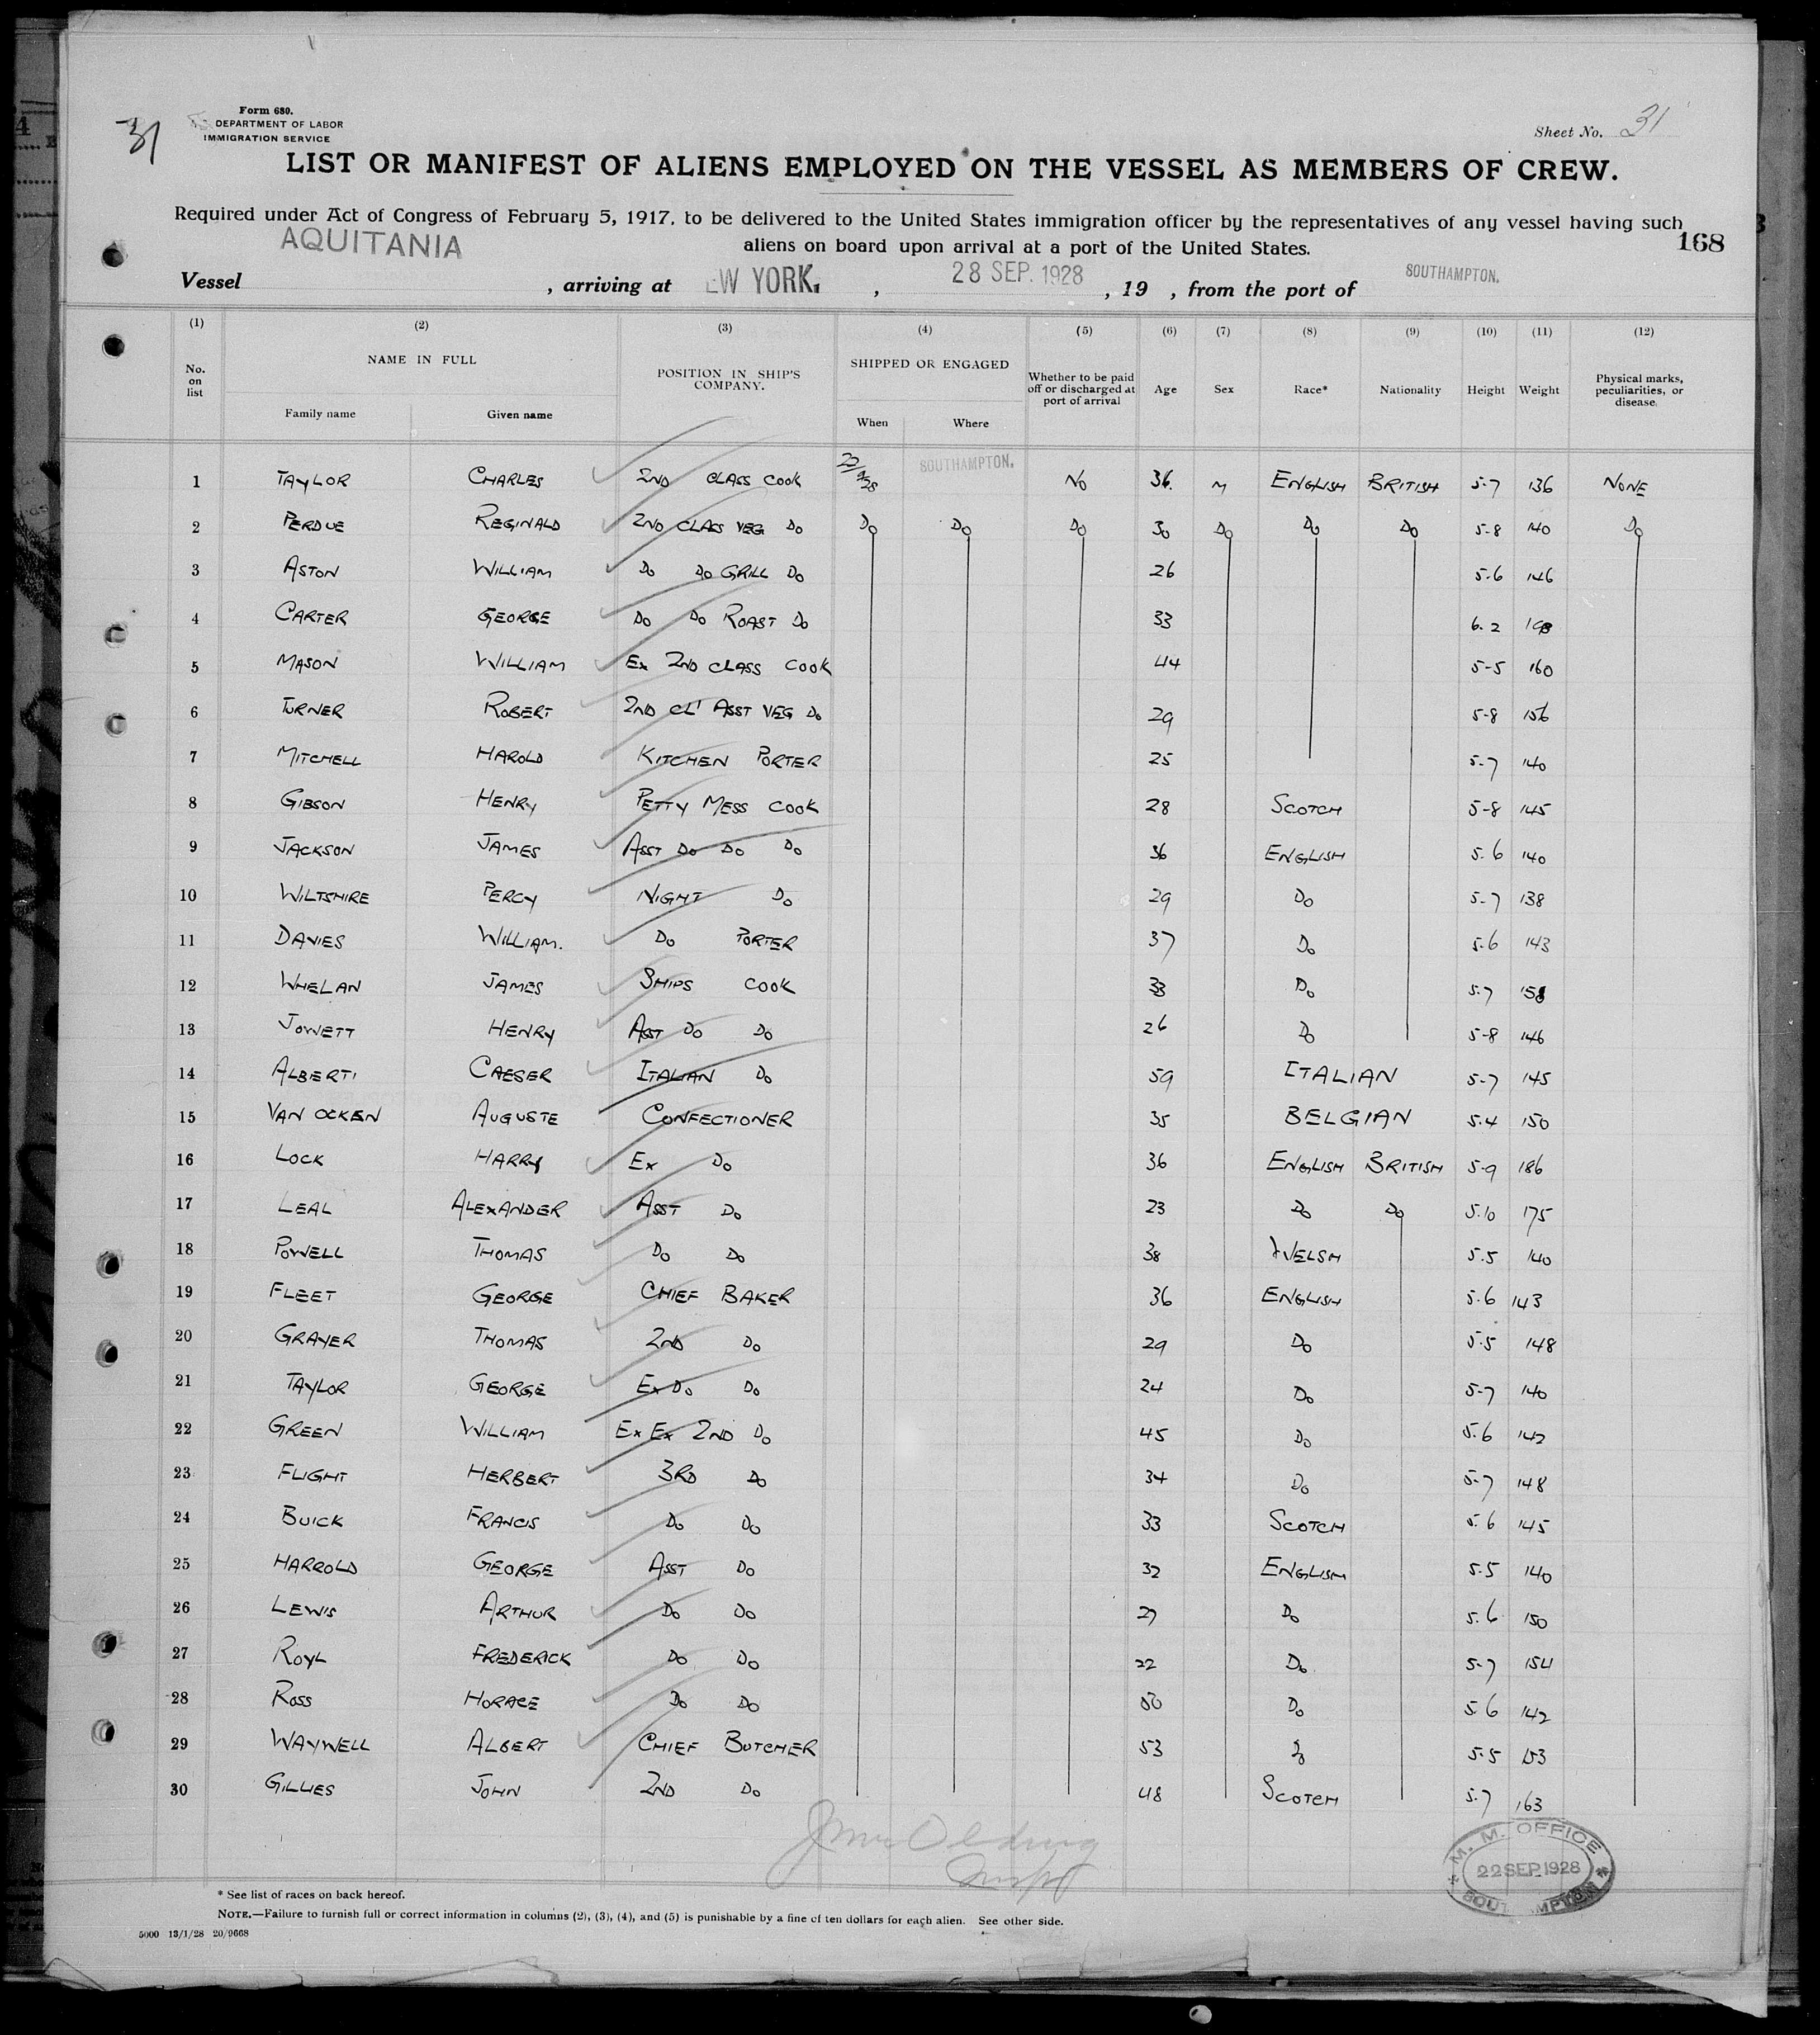 31
Form 680.
DEPARTMENT OF LABOR
IMMIGRATION SERVICE
Sheet No. 31
LIST OR MANIFEST OF ALIENS EMPLOYED ON THE VESSEL AS MEMBERS OF CREW.
Required under Act of Congress of February 5, 1917, to be delivered to the United States immigration officer by the representatives of any vessel having such
aliens on board upon arrival at a port of the United States.
168
Vessel AQUITANIA, arriving at EW YORK, , 28 SEP. 1928, 19 , from the port of SOUTHAMPTON.
(1) (2) (3) (4) (5) (6) (7) (8) (9) (10) (11) (12)
No. on list NAME IN FULL POSITION IN SHIP'S COMPANY. SHIPPED OR ENGAGED Whether to be paid off or discharged at port of arrival Age Sex Race* Nationality Height Weight Physical marks, peculiarities, or disease.
Family name Given name When Where
1 TAYLOR CHARLES 2ND CLASS COOK 22/9/28 SOUTHAMPTON. NO 36. M ENGLISH BRITISH 5-7 136 NONE
2 PERDUE REGINALD 2ND CLASS VEG DO DO DO DO 30 DO DO DO 5-8 140 DO
3 ASTON WILLIAM DO DO GRILL DO 26 5.6 146
4 CARTER GEORGE DO DO ROAST DO 33 6.2
5 MASON WILLIAM EX 2ND CLASS COOK 44 5-5 160
6 TURNER ROBERT 2ND CL ASST VEG DO 29 5-8 156
7 MITCHELL HAROLD KITCHEN PORTER 25 5-7 140
8 GIBSON HENRY PETTY MESS COOK 28 SCOTCH 5-8 145
9 JACKSON JAMES ASST DO DO DO 36 ENGLISH 5.6 140
10 WILTSHIRE PERCY NIGHT DO 29 DO 5-7 138
11 DAVIES WILLIAM. DO PORTER 37 DO 5.6 143
12 WHELAN JAMES SHIPS COOK 33 DO 5.7
13 JOWETT HENRY ASST DO DO 26 DO 5-8 146
14 ALBERTI CAESER ITALIAN DO 59 ITALIAN 5-7 145
15 VAN OCKEN AUGUSTE CONFECTIONER 35 BELGIAN 5.4 150
16 LOCK HARRY EX DO 36 ENGLISH BRITISH 5-9 186
17 LEAL ALEXANDER ASST DO 23 DO DO 5.10 175
18 POWELL THOMAS DO DO 38 WELSH 5.5 140
19 FLEET GEORGE CHIEF BAKER 36 ENGLISH 5.6 143
20 GRAYER THOMAS 2ND DO 29 DO 5.5 148
21 TAYLOR GEORGE EX DO DO 24 DO 5-7 140
22 GREEN WILLIAM EX EX 2ND DO 45 DO 5.6 142
23 FLIGHT HERBERT 3RD DO 34 DO 5-7 148
24 BUICK FRANCIS DO DO 33 SCOTCH 5.6 145
25 HARROLD GEORGE ASST DO 32 ENGLISH 5.5 140
26 LEWIS ARTHUR DO DO 27 DO 5.6 150
27 ROYL FREDERICK DO DO 22 DO. 5-7 154
28 ROSS HORACE DO DO DO 5.6 142
29 WAYWELL ALBERT CHIEF BUTCHER 53 DO 5.5 153
30 GILLIES JOHN 2ND DO 48 SCOTCH 5.7 163
M. M. OFFICE
22 SEP. 1928
* See list of races on back hereof.
NOTE.—Failure to furnish full or correct information in columns (2), (3), (4), and (5) is punishable by a fine of ten dollars for each alien. See other side.
5000 13/1/28 20/9668